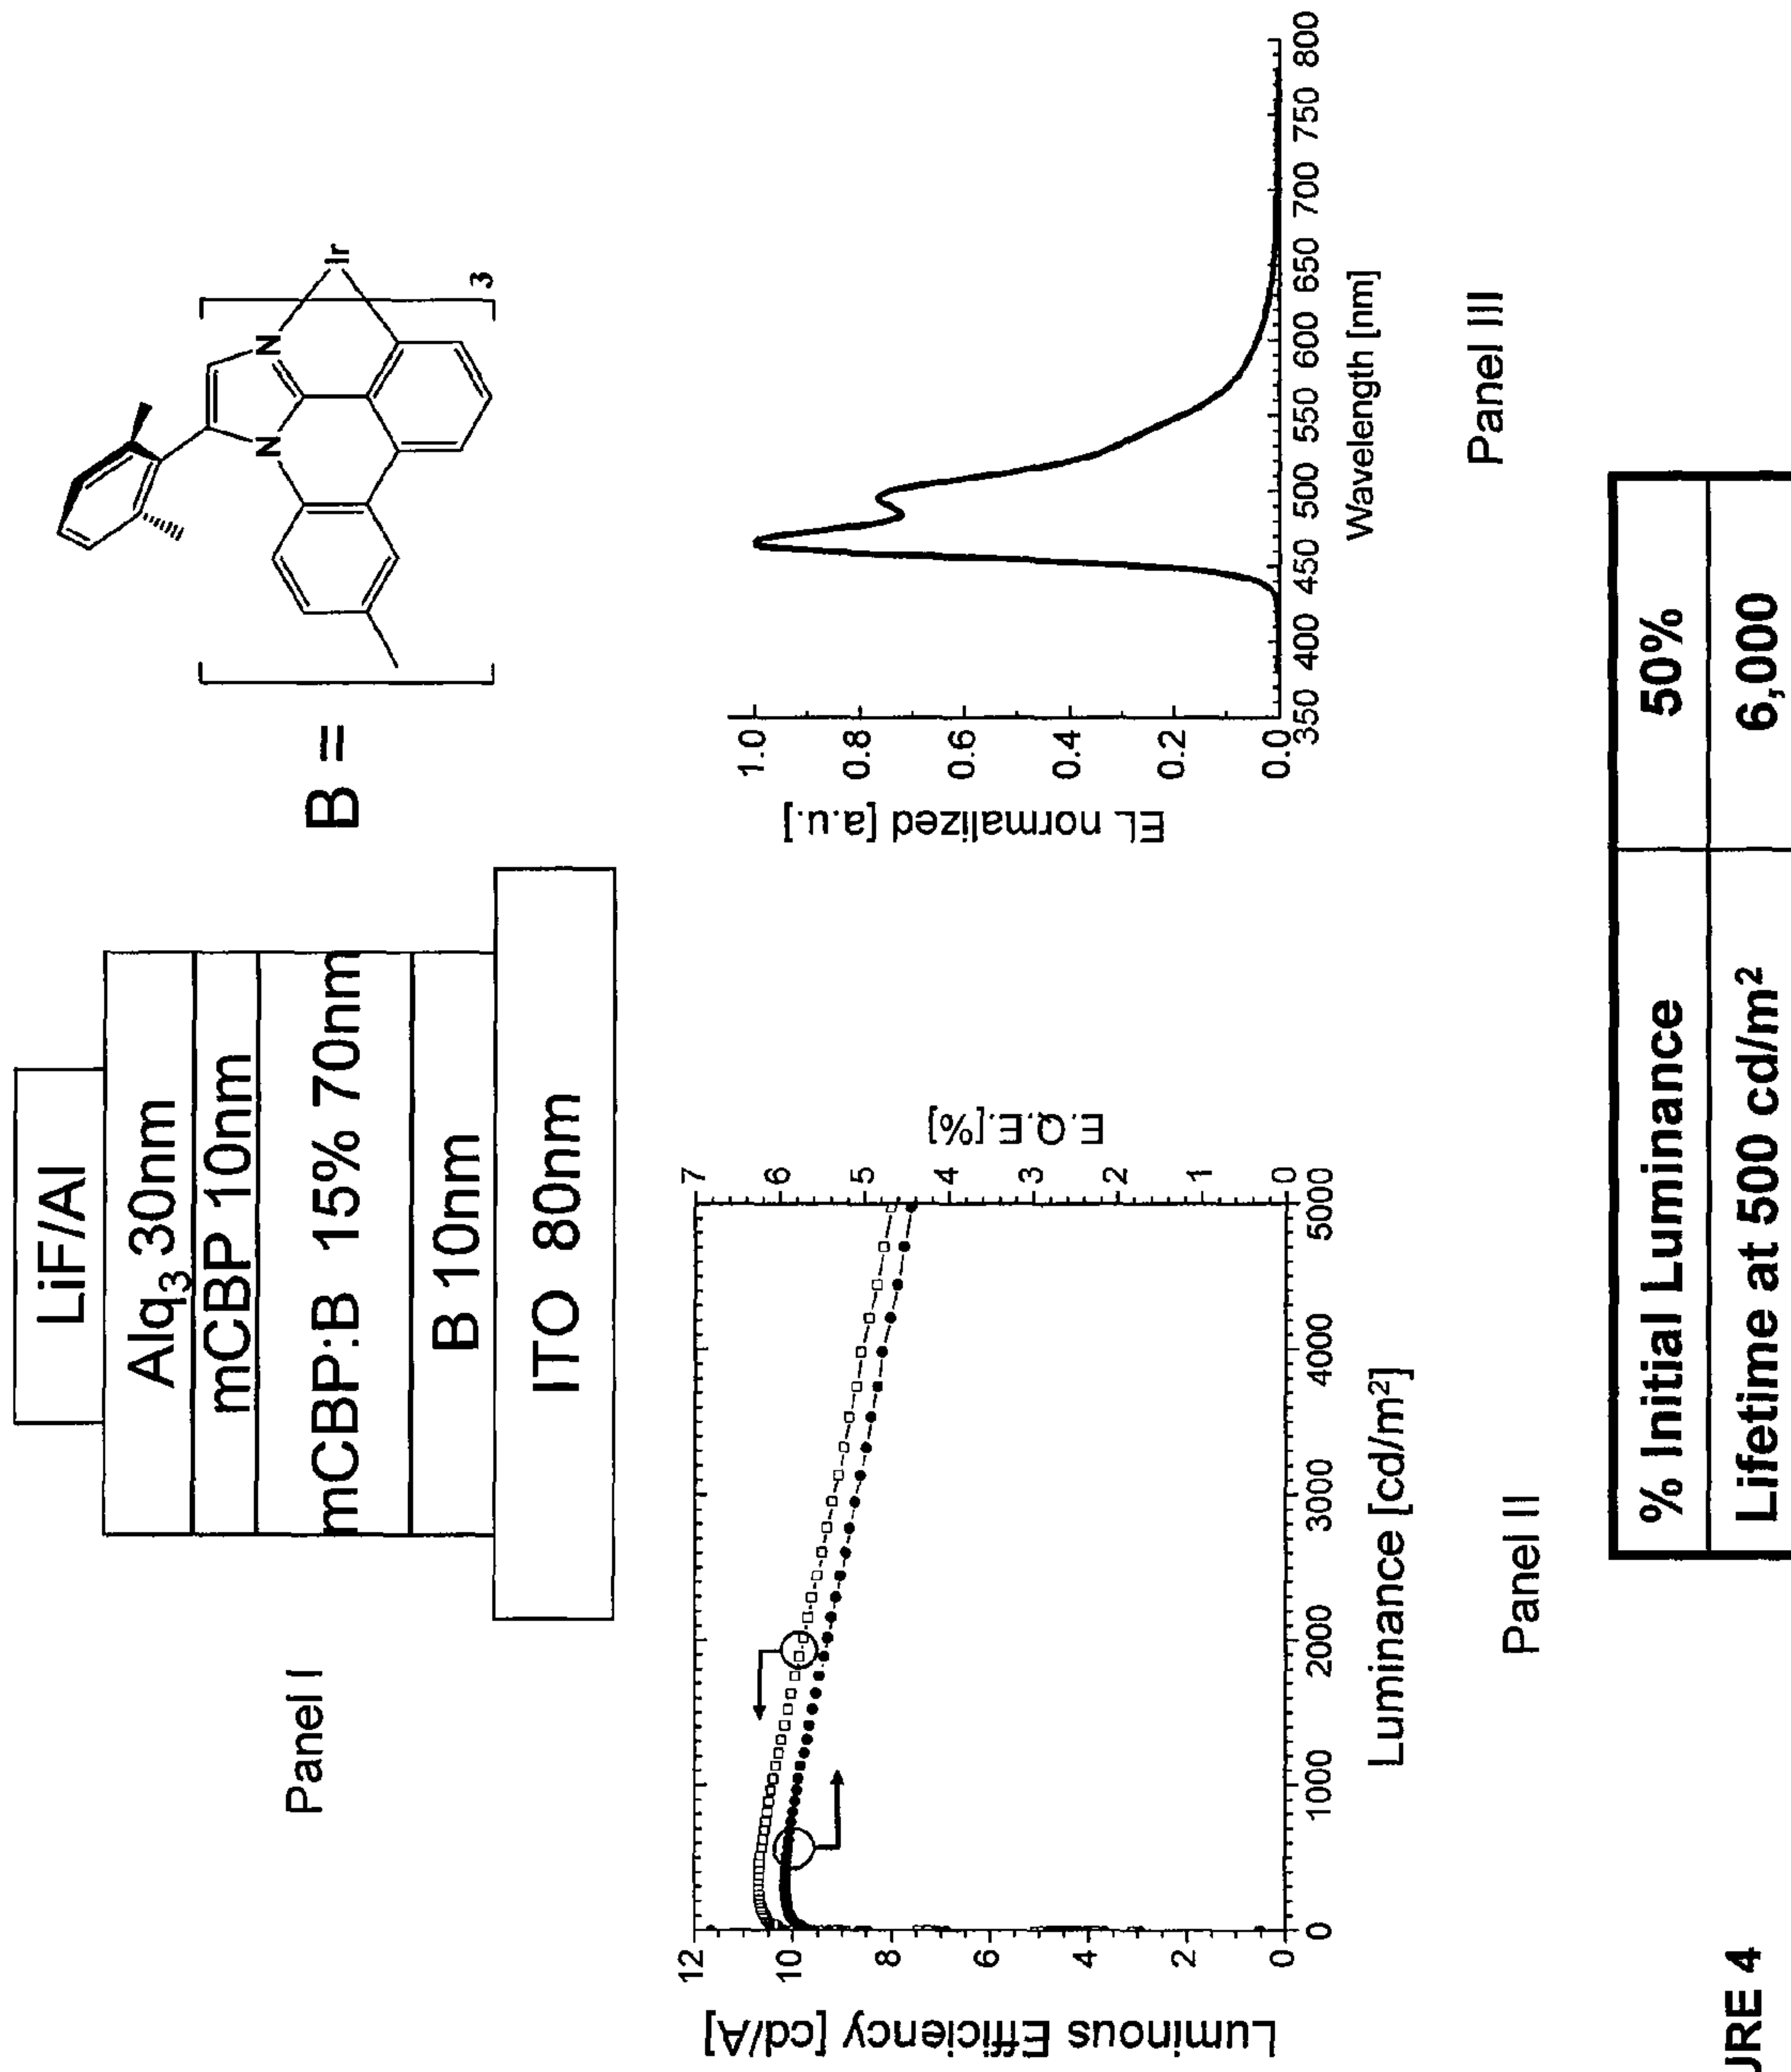 Panel I
LiF/Al
Alq3 30nm
mCBP 10nm
mCBP:B 15% 70nm
B 10nm
ITO 80nm
B =
N
N
Ir
3
Luminous Efficiency [cd/A]
12
10
8
6
4
2
0
E.Q.E.[%]
7
6
5
4
3
2
1
0
0 1000 2000 3000 4000 5000
Luminance [cd/m²]
Panel II
EL normalized [a.u.]
1.0
0.8
0.6
0.4
0.2
0.0
350 400 450 500 550 600 650 700 750 800
Wavelength [nm]
Panel III
% Initial Luminance 50%
Lifetime at 500 cd/m² 6,000
URE 4